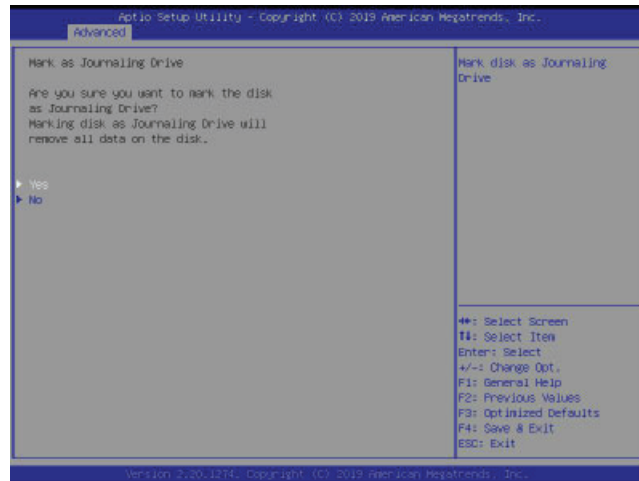 Aptio Setup Utility - Copyright (C) 2019 American Megatrends, Inc.
Advanced
Mark as Journaling Drive
Are you sure you want to mark the disk
as Journaling Drive?
Marking disk as Journaling Drive will
remove all data on the disk.
Yes
No
Mark disk as Journaling
Drive
: Select Screen
: Select Item
Enter: Select
+/-: Change Opt.
F1: General Help
F2: Previous Values
F3: Optimized Defaults
F4: Save & Exit
ESC: Exit
Version 2.20.1274. Copyright (C) 2019 American Megatrends, Inc.